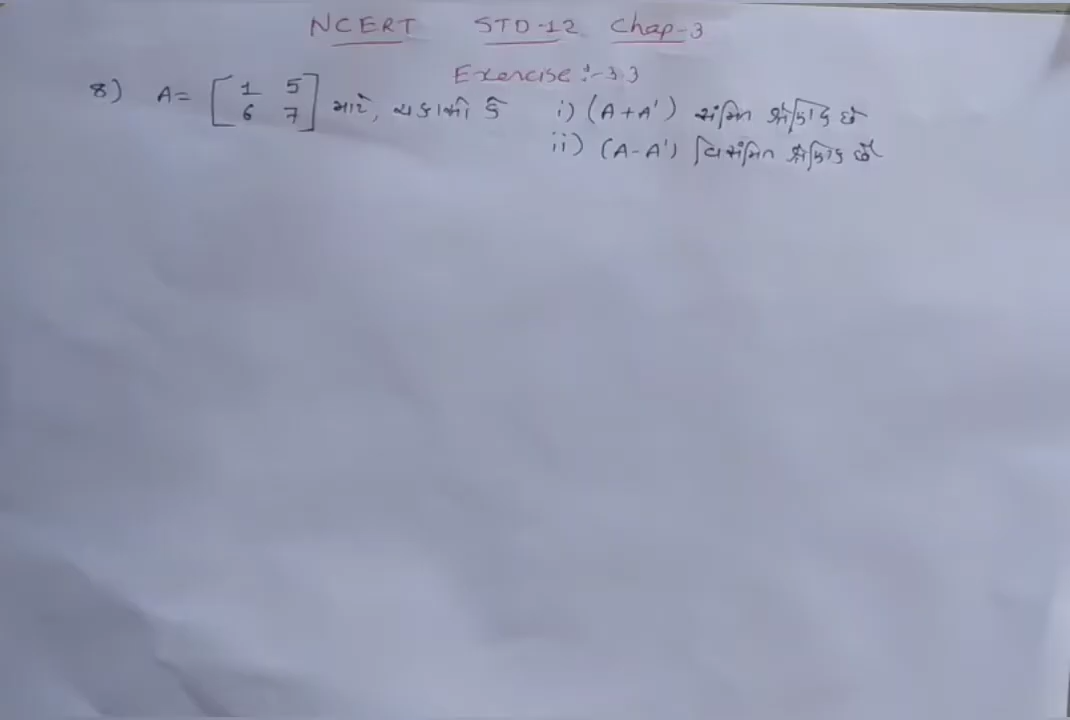 NCERT STD-12 Chap-3
Exercise :- 3.3
8) A = [ 1 5 6 7 ] માટે, ચકાસો કે i) (A + A') સંમિત શ્રેણિક છે
ii) (A - A') વિસંમિત શ્રેણિક છે